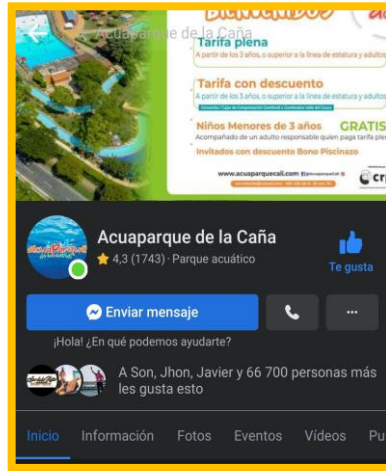 BIENVENIDOS
Acuaparque de la Caña
Tarifa plena
A partir de los 3 años, o superior a la línea de estatura y adultos
Tarifa con descuento
A partir de los 3 años, o superior a la línea de estatura y adultos
Niños Menores de 3 años GRATIS
Acompañado de un adulto responsable quien paga tarifa ple
Invitados con descuento Bono Piscinazo
www.acuaparquecali.com
Acuaparque de la Caña
4,3 (1743) · Parque acuático
Te gusta
Enviar mensaje
¡Hola! ¿En qué podemos ayudarte?
A Son, Jhon, Javier y 66 700 personas más
les gusta esto
Inicio Información Fotos Eventos Vídeos Pu